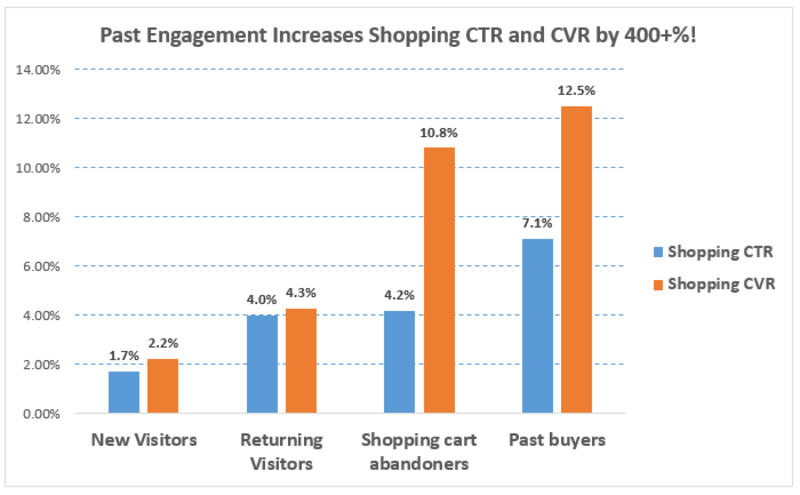 Past Engagement Increases Shopping CTR and CVR by 400+%!
14.00%
12.00%
10.00%
8.00%
6.00%
4.00%
2.00%
0.00%
1.7%
2.2%
4.0%
4.3%
4.2%
10.8%
7.1%
12.5%
New Visitors
Returning
Visitors
Shopping cart
abandoners
Past buyers
Shopping CTR
Shopping CVR